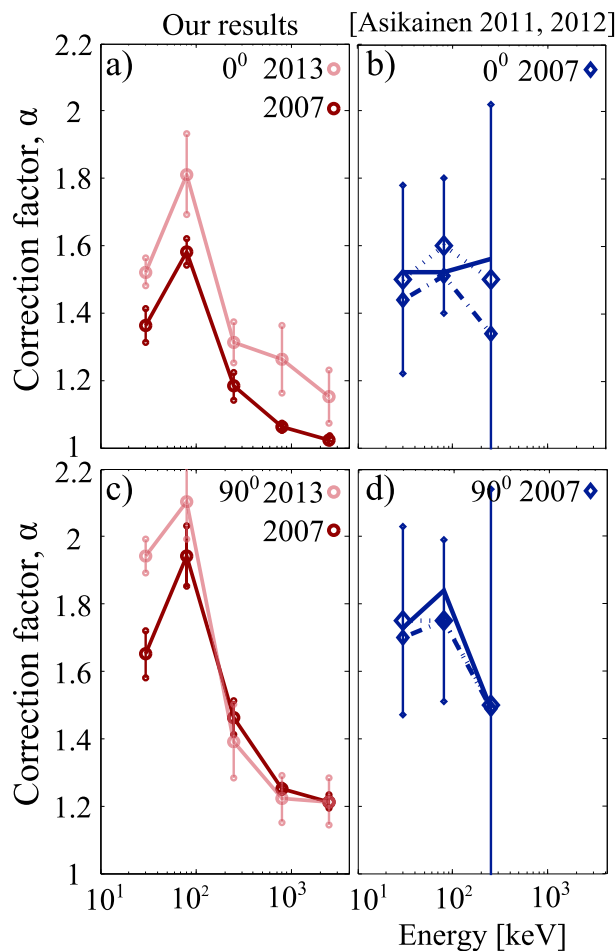 Our results [Asikainen 2011, 2012]
2.2
a) 0⁰ 2013
2007
b) 0⁰ 2007
2
1.8
1.6
1.4
1.2
1
Correction factor, α
2.2
c) 90⁰ 2013
2007
d) 90⁰ 2007
2
1.8
1.6
1.4
1.2
1
Correction factor, α
10¹ 10² 10³ 10¹ 10² 10³
Energy [keV]